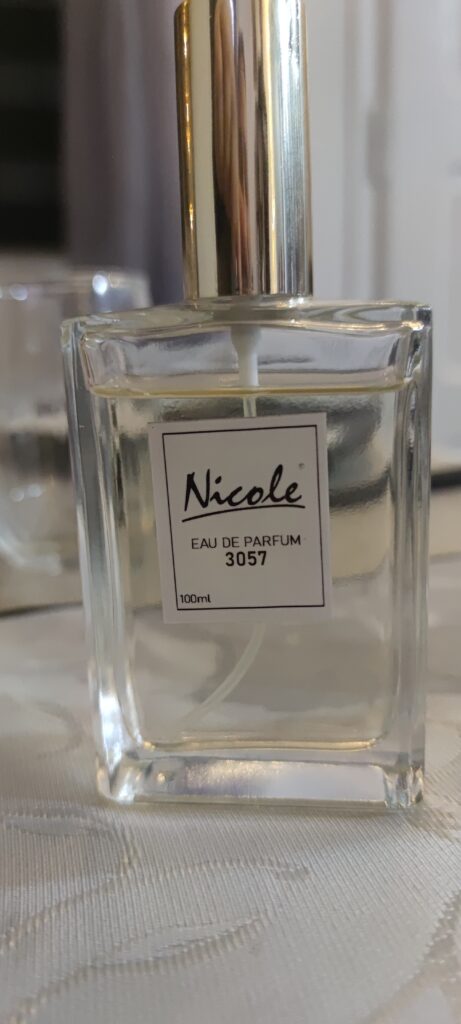 Nicole
EAU DE PARFUM
3057
100ml